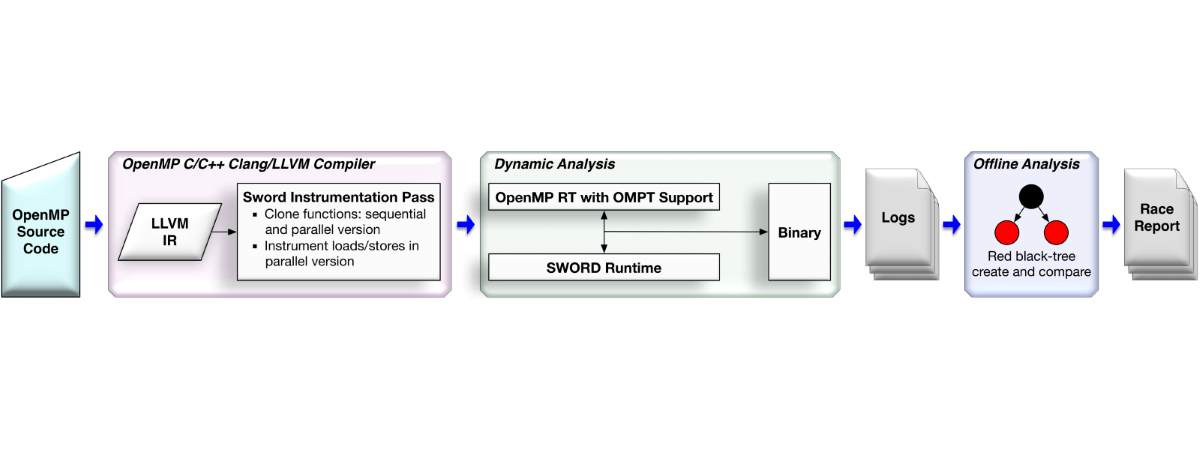 OpenMP
Source
Code
OpenMP C/C++ Clang/LLVM Compiler
LLVM
IR
Sword Instrumentation Pass
▪ Clone functions: sequential
and parallel version
▪ Instrument loads/stores in
parallel version
Dynamic Analysis
OpenMP RT with OMPT Support
SWORD Runtime
Binary
Logs
Offline Analysis
Red black-tree
create and compare
Race
Report